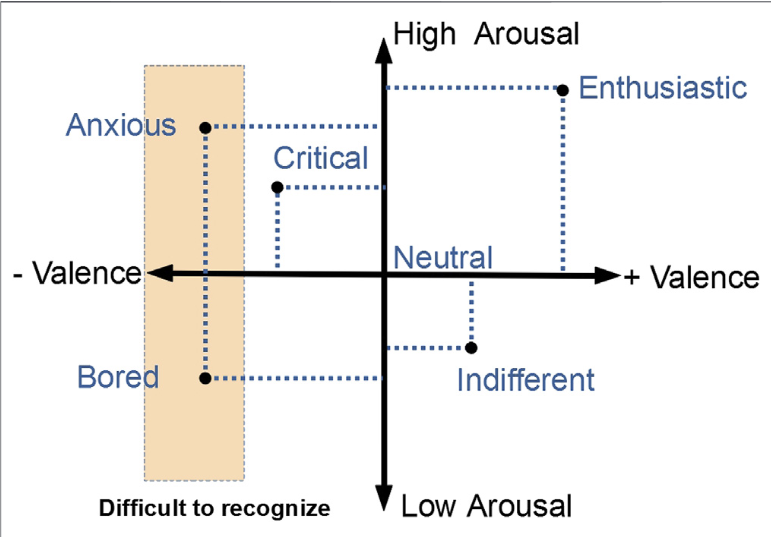 High Arousal
Enthusiastic
Anxious
Critical
Neutral
- Valence
+ Valence
Bored
Indifferent
Difficult to recognize
Low Arousal